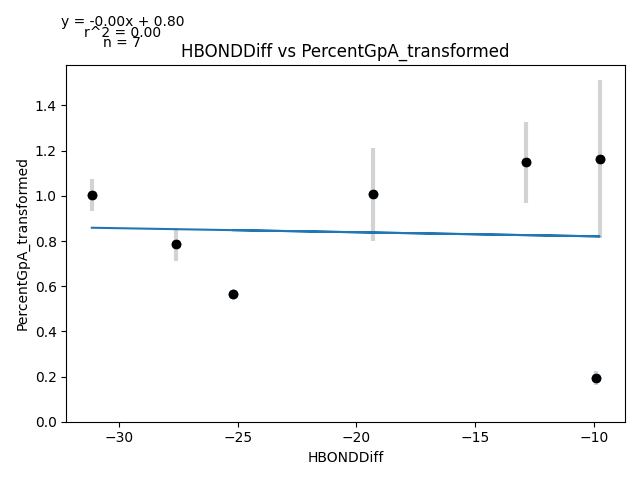 y = -0.00x + 0.80
r^2 = 0.00
n = 7
HBONDDiff vs PercentGpA_transformed
PercentGpA_transformed
1.4
1.2
1.0
0.8
0.6
0.4
0.2
0.0
−30
−25
−20
−15
−10
HBONDDiff